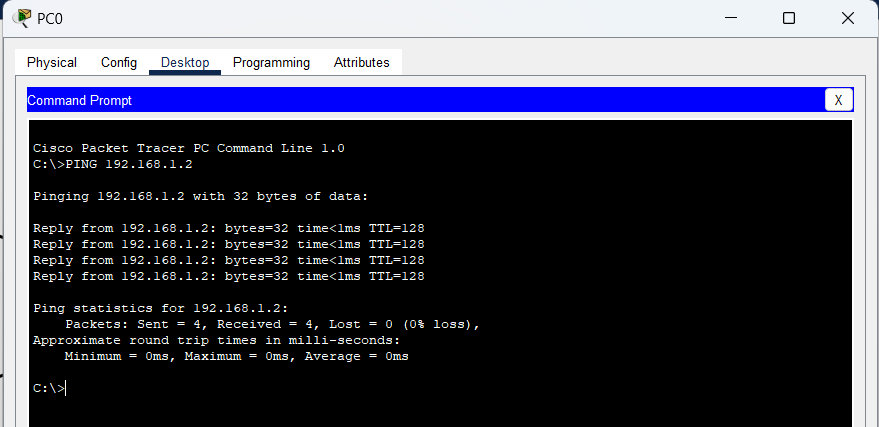 PC0
Physical Config Desktop Programming Attributes
Command Prompt
X
Cisco Packet Tracer PC Command Line 1.0
C:\>PING 192.168.1.2
Pinging 192.168.1.2 with 32 bytes of data:
Reply from 192.168.1.2: bytes=32 time<1ms TTL=128
Reply from 192.168.1.2: bytes=32 time<1ms TTL=128
Reply from 192.168.1.2: bytes=32 time<1ms TTL=128
Reply from 192.168.1.2: bytes=32 time<1ms TTL=128
Ping statistics for 192.168.1.2:
    Packets: Sent = 4, Received = 4, Lost = 0 (0% loss),
Approximate round trip times in milli-seconds:
    Minimum = 0ms, Maximum = 0ms, Average = 0ms
C:\>